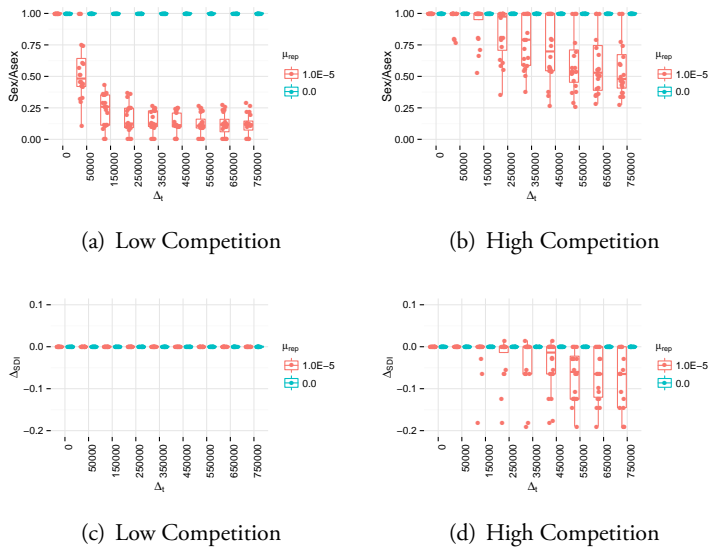 1.00
0.75
0.50
0.25
0.00
Sex/Asex
0
50000
150000
250000
350000
450000
550000
650000
750000
Δt
μrep
1.0E−5
0.0
(a) Low Competition
1.00
0.75
0.50
0.25
0.00
Sex/Asex
0
50000
150000
250000
350000
450000
550000
650000
750000
Δt
μrep
1.0E−5
0.0
(b) High Competition
0.1
0.0
−0.1
−0.2
ΔSDI
0
50000
150000
250000
350000
450000
550000
650000
750000
Δt
μrep
1.0E−5
0.0
(c) Low Competition
0.1
0.0
−0.1
−0.2
ΔSDI
0
50000
150000
250000
350000
450000
550000
650000
750000
Δt
μrep
1.0E−5
0.0
(d) High Competition